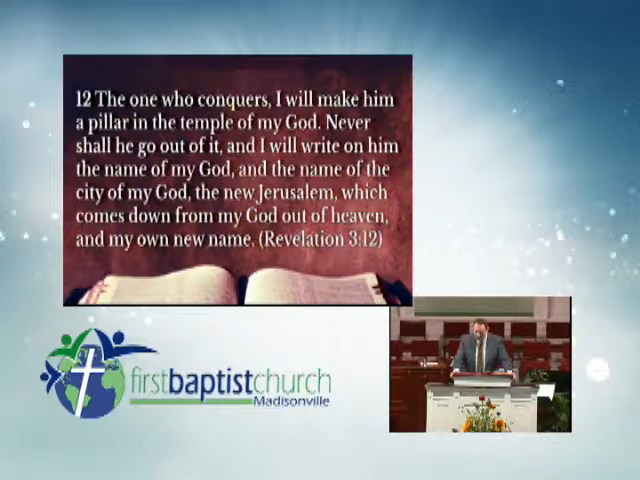 12 The one who conquers, I will make him
a pillar in the temple of my God. Never
shall he go out of it, and I will write on him
the name of my God, and the name of the
city of my God, the new Jerusalem, which
comes down from my God out of heaven,
and my own new name. (Revelation 3:12)
firstbaptistchurch
Madisonville